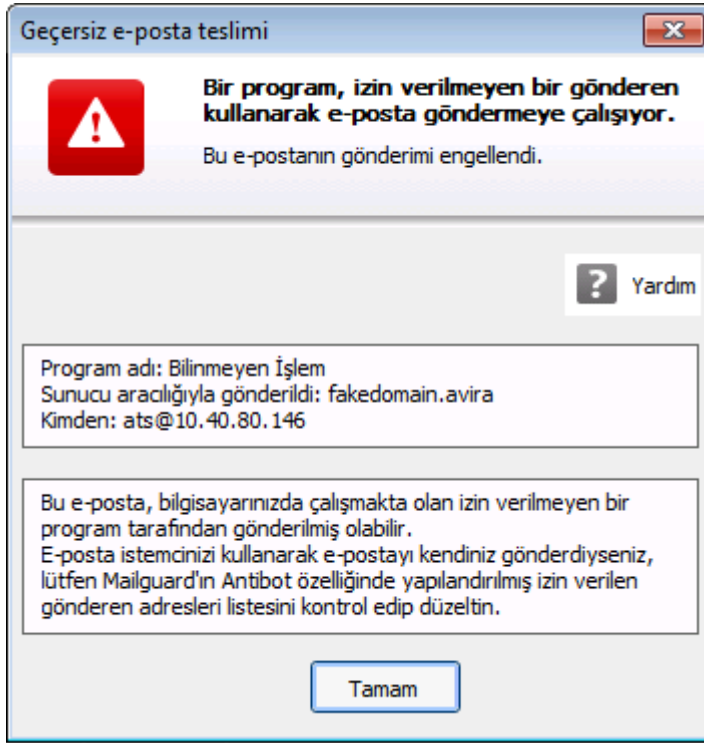 Geçersiz e-posta teslimi
Bir program, izin verilmeyen bir gönderen
kullanarak e-posta göndermeye çalışıyor.
Bu e-postanın gönderimi engellendi.
? Yardım
Program adı: Bilinmeyen İşlem
Sunucu aracılığıyla gönderildi: fakedomain.avira
Kimden: ats@10.40.80.146
Bu e-posta, bilgisayarınızda çalışmakta olan izin verilmeyen bir
program tarafından gönderilmiş olabilir.
E-posta istemcinizi kullanarak e-postayı kendiniz gönderdiyseniz,
lütfen Mailguard'ın Antibot özelliğinde yapılandırılmış izin verilen
gönderen adresleri listesini kontrol edip düzeltin.
Tamam